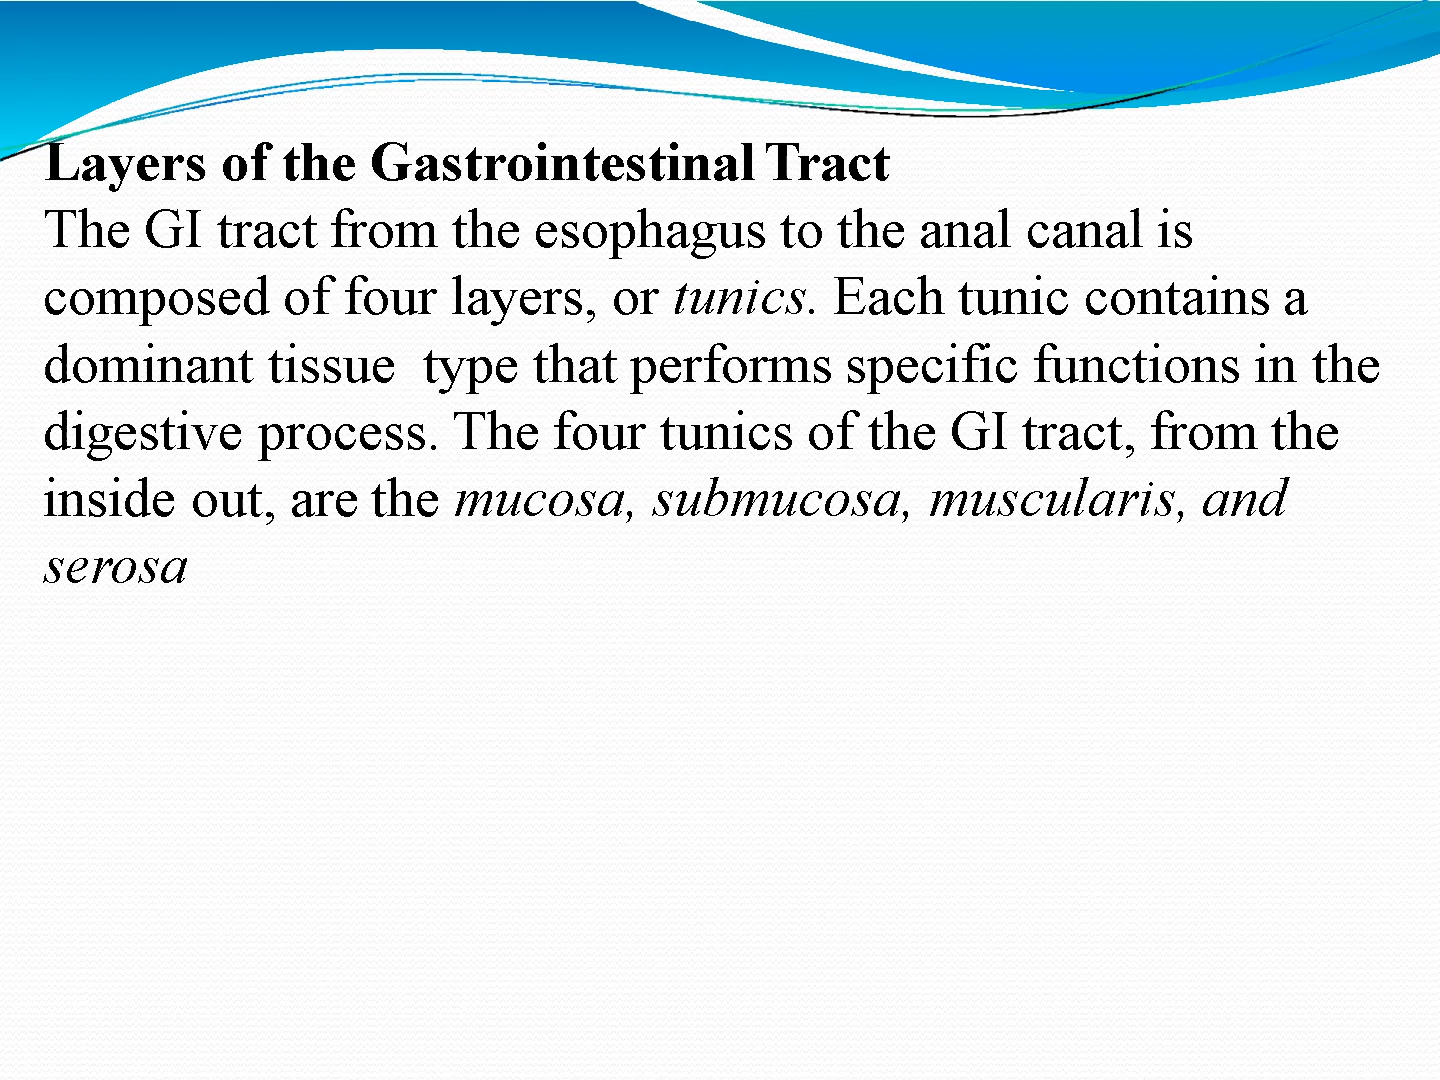 Layers of the Gastrointestinal Tract
The GI tract from the esophagus to the anal canal is
composed of four layers, or tunics. Each tunic contains a
dominant tissue  type that performs specific functions in the
digestive process. The four tunics of the GI tract, from the
inside out, are the mucosa, submucosa, muscularis, and
serosa